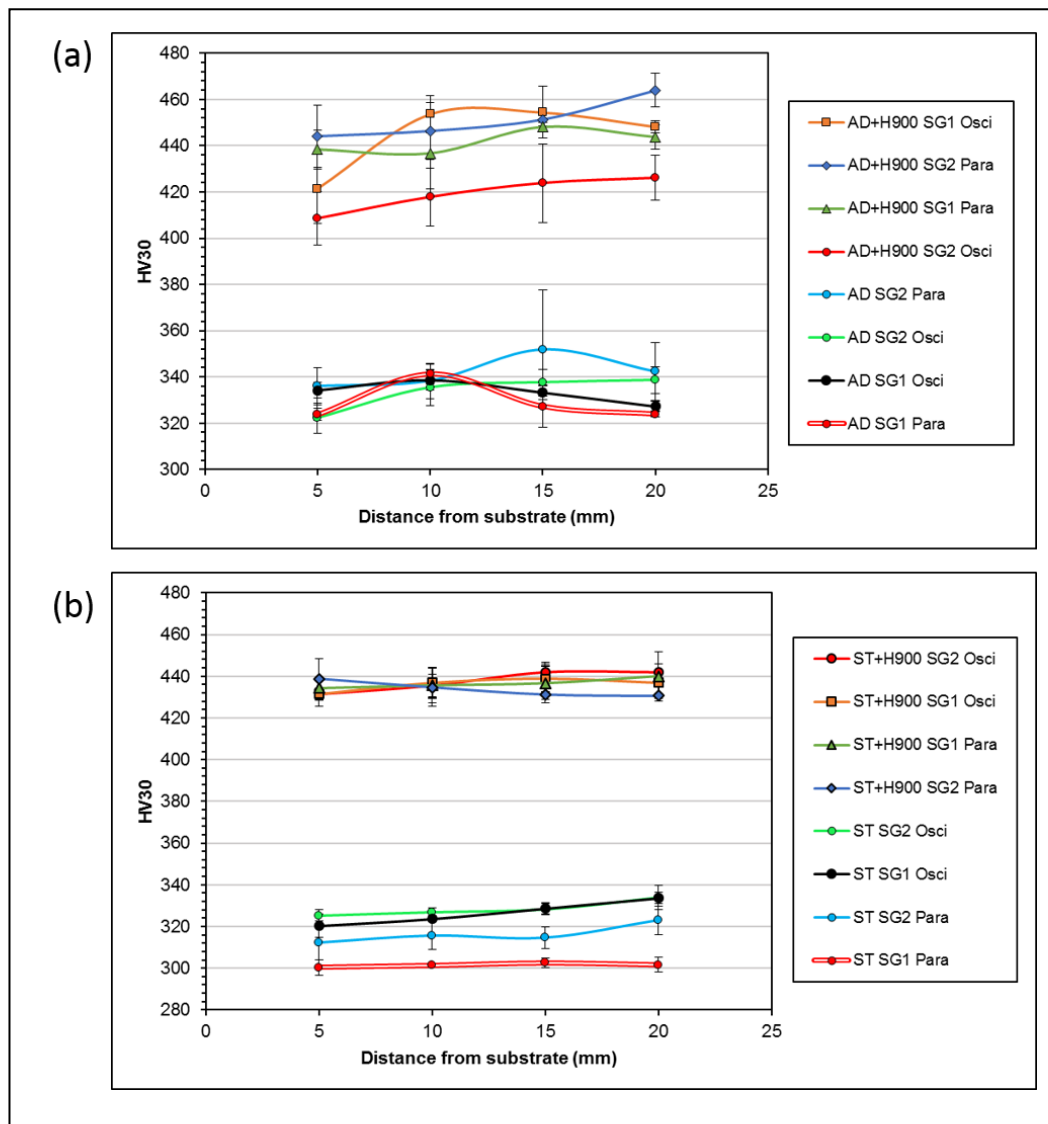 (a)
480
460
440
420
400
380
360
340
320
300
0
5
10
15
20
25
HV30
Distance from substrate (mm)
AD+H900 SG1 Osci
AD+H900 SG2 Para
AD+H900 SG1 Para
AD+H900 SG2 Osci
AD SG2 Para
AD SG2 Osci
AD SG1 Osci
AD SG1 Para
(b)
480
460
440
420
400
380
360
340
320
300
280
0
5
10
15
20
25
HV30
Distance from substrate (mm)
ST+H900 SG2 Osci
ST+H900 SG1 Osci
ST+H900 SG1 Para
ST+H900 SG2 Para
ST SG2 Osci
ST SG1 Osci
ST SG2 Para
ST SG1 Para